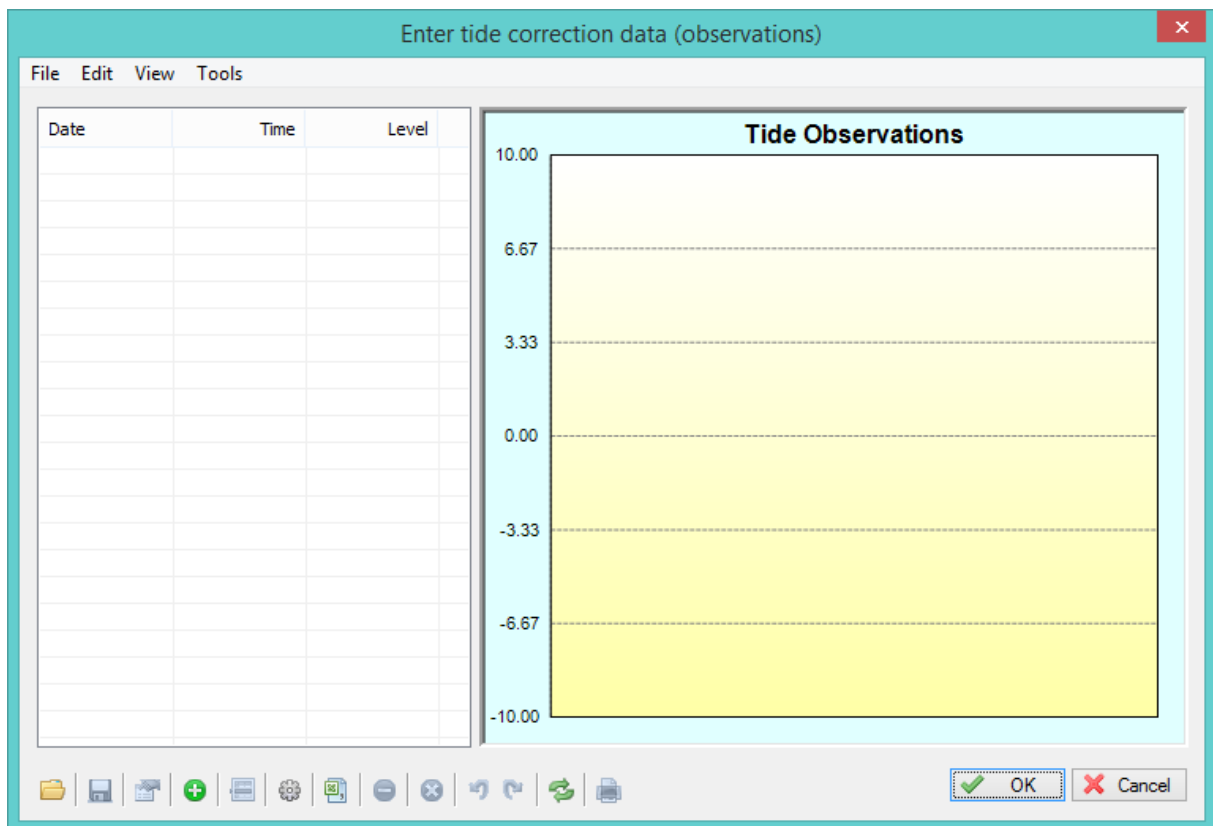 Enter tide correction data (observations)
File Edit View Tools
Date Time Level
Tide Observations
10.00
6.67
3.33
0.00
-3.33
-6.67
-10.00
OK Cancel